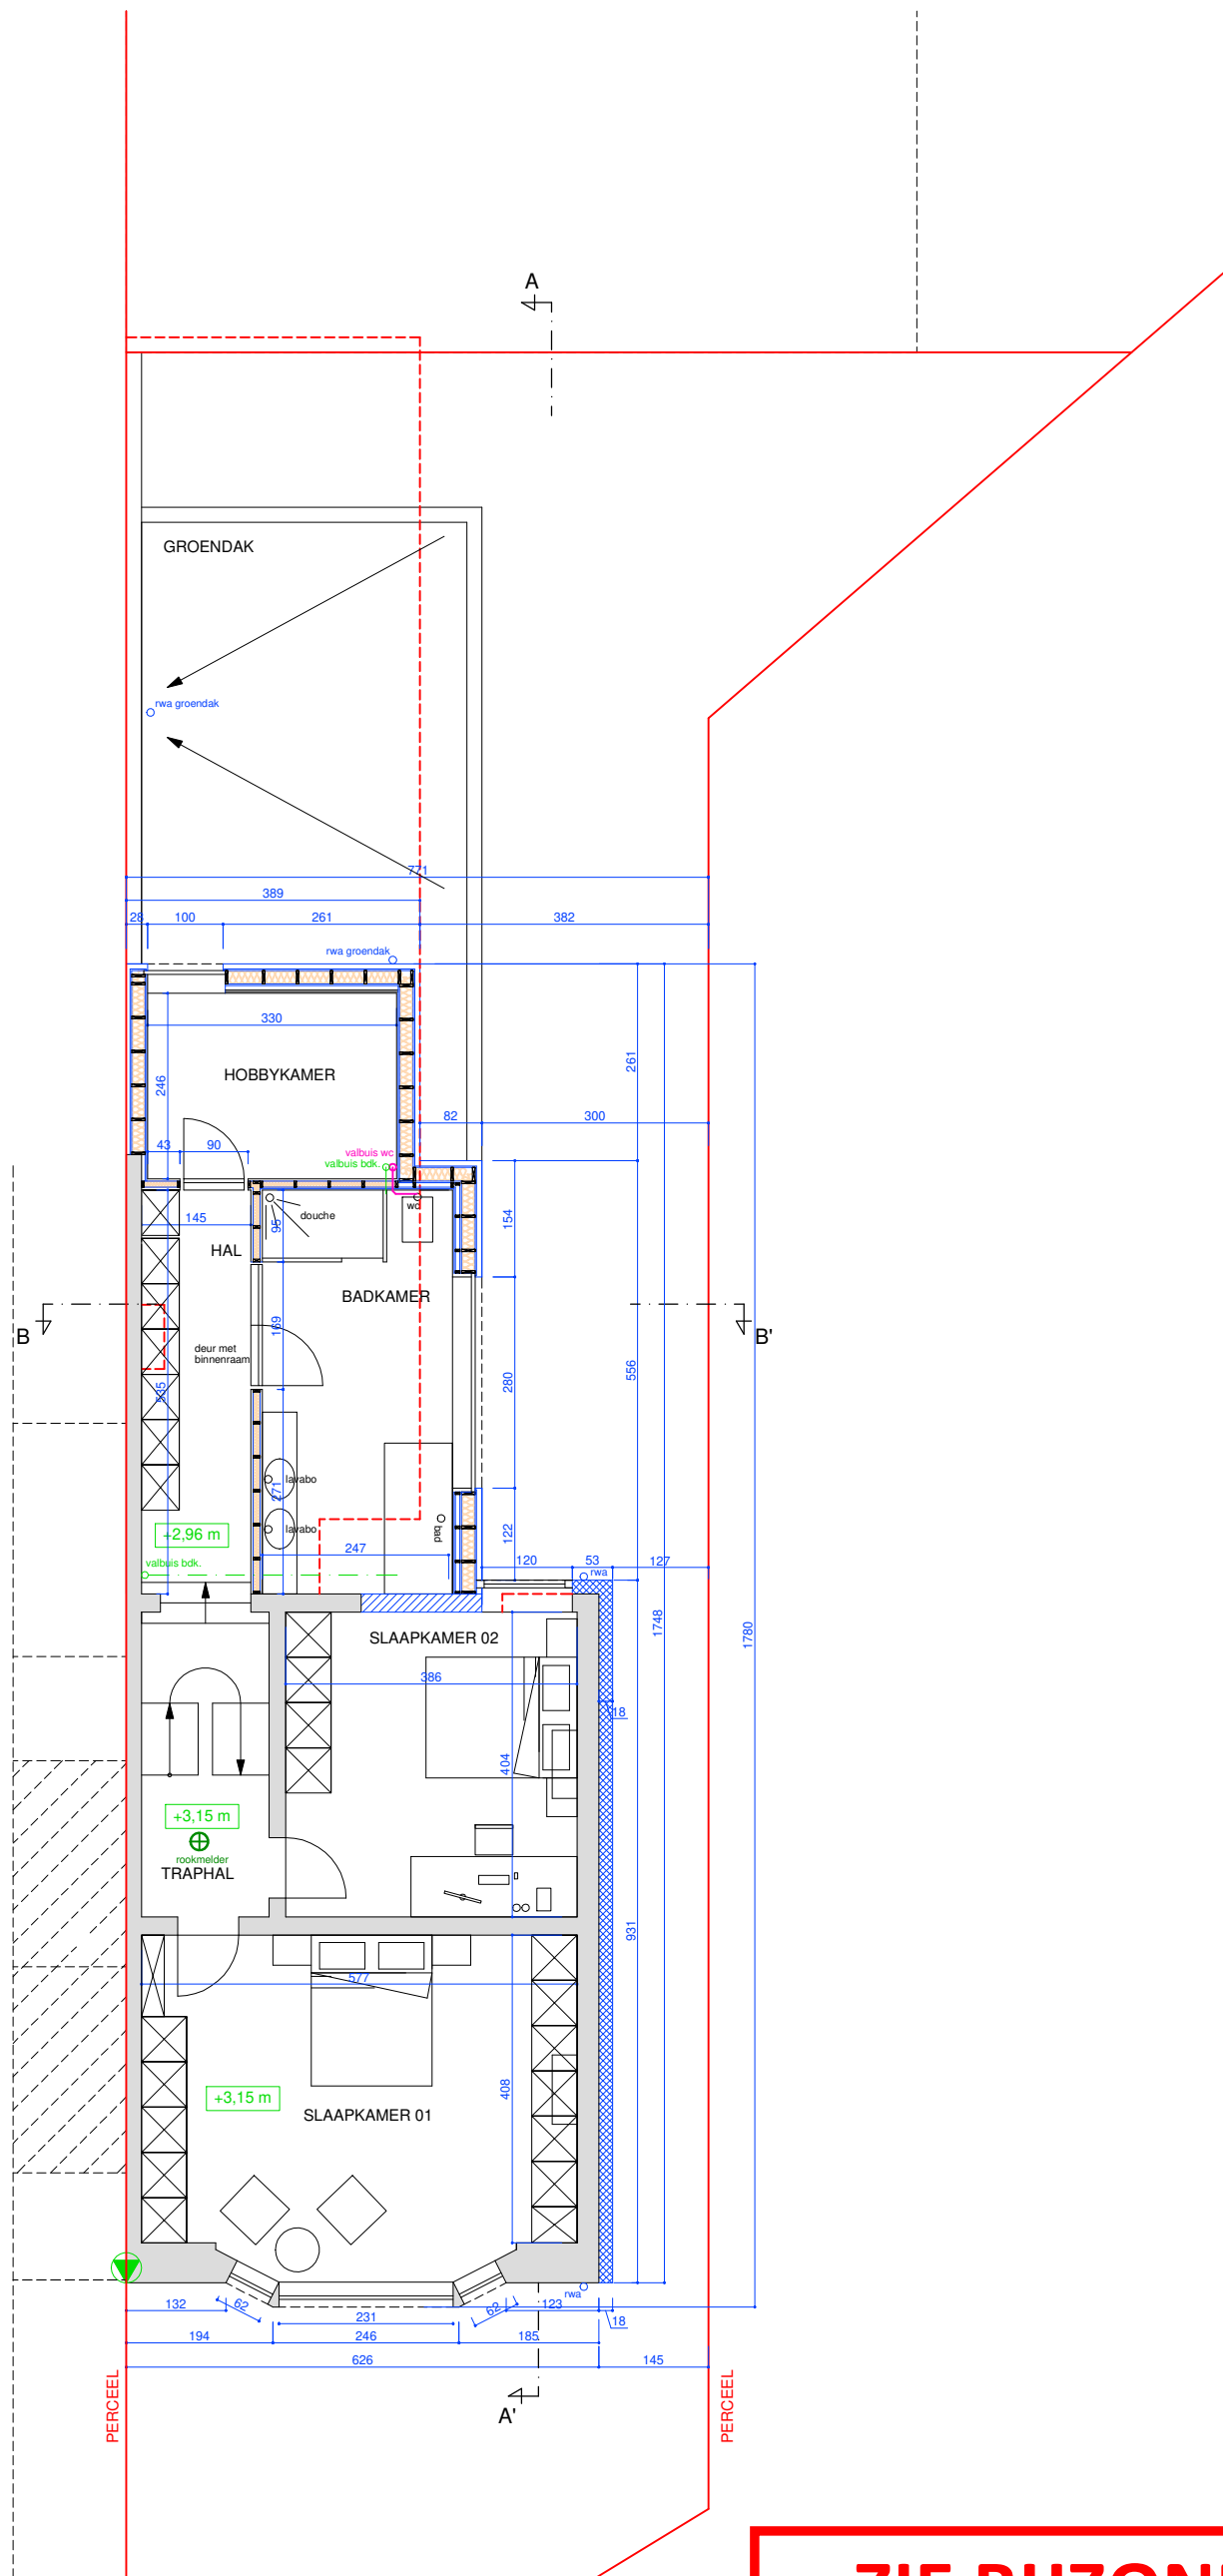 A
GROENDAK
rwa groendak
771
389
28
100
261
382
rwa groendak
330
246
HOBBYKAMER
261
82
300
43
90
valbuis wc
valbuis bdk.
wc
douche
95
145
154
HAL
BADKAMER
B
B'
169
deur met
binnenraam
535
280
556
lavabo
271
lavabo
bad
122
+2,96 m
247
valbuis bdk.
120
53
127
rwa
1748
1780
SLAAPKAMER 02
386
18
404
+3,15 m
rookmelder
TRAPHAL
931
577
408
+3,15 m
SLAAPKAMER 01
rwa
132
62
231
62
123
18
194
246
185
626
145
PERCEEL
PERCEEL
A'